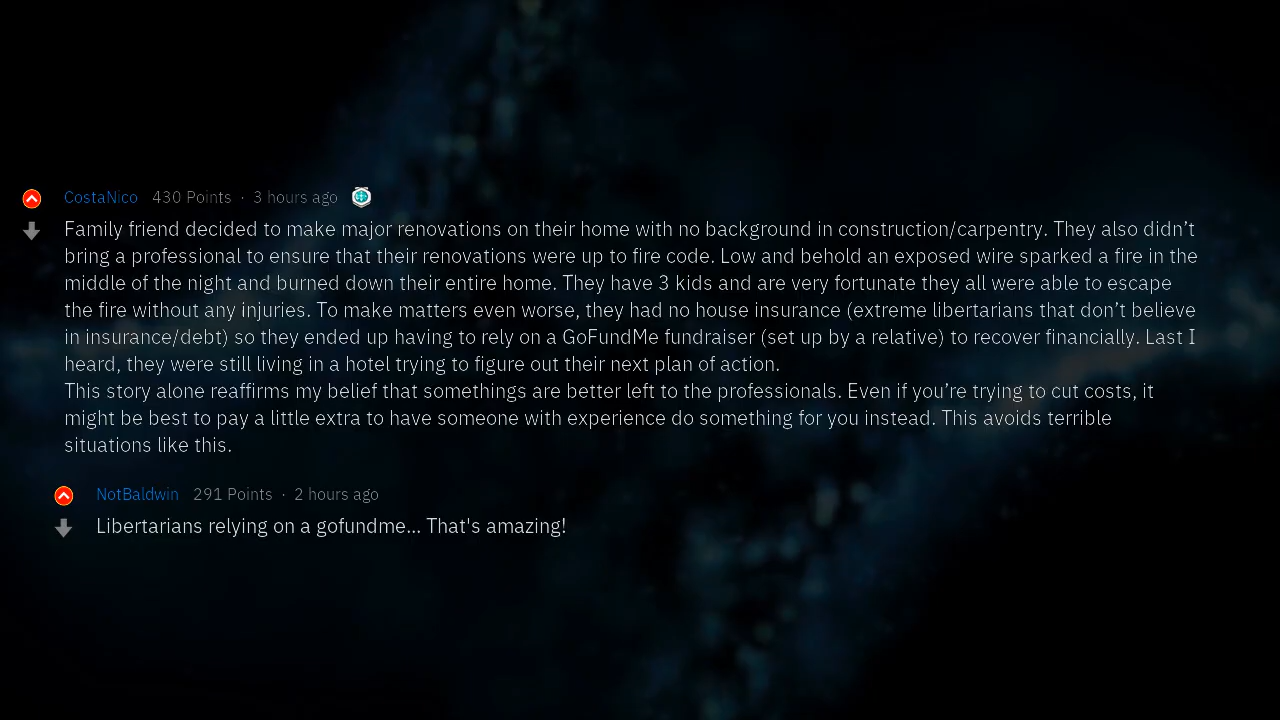 CostaNico 430 Points · 3 hours ago
Family friend decided to make major renovations on their home with no background in construction/carpentry. They also didn’t
bring a professional to ensure that their renovations were up to fire code. Low and behold an exposed wire sparked a fire in the
middle of the night and burned down their entire home. They have 3 kids and are very fortunate they all were able to escape
the fire without any injuries. To make matters even worse, they had no house insurance (extreme libertarians that don’t believe
in insurance/debt) so they ended up having to rely on a GoFundMe fundraiser (set up by a relative) to recover financially. Last I
heard, they were still living in a hotel trying to figure out their next plan of action.
This story alone reaffirms my belief that somethings are better left to the professionals. Even if you’re trying to cut costs, it
might be best to pay a little extra to have someone with experience do something for you instead. This avoids terrible
situations like this.
NotBaldwin 291 Points · 2 hours ago
Libertarians relying on a gofundme... That's amazing!